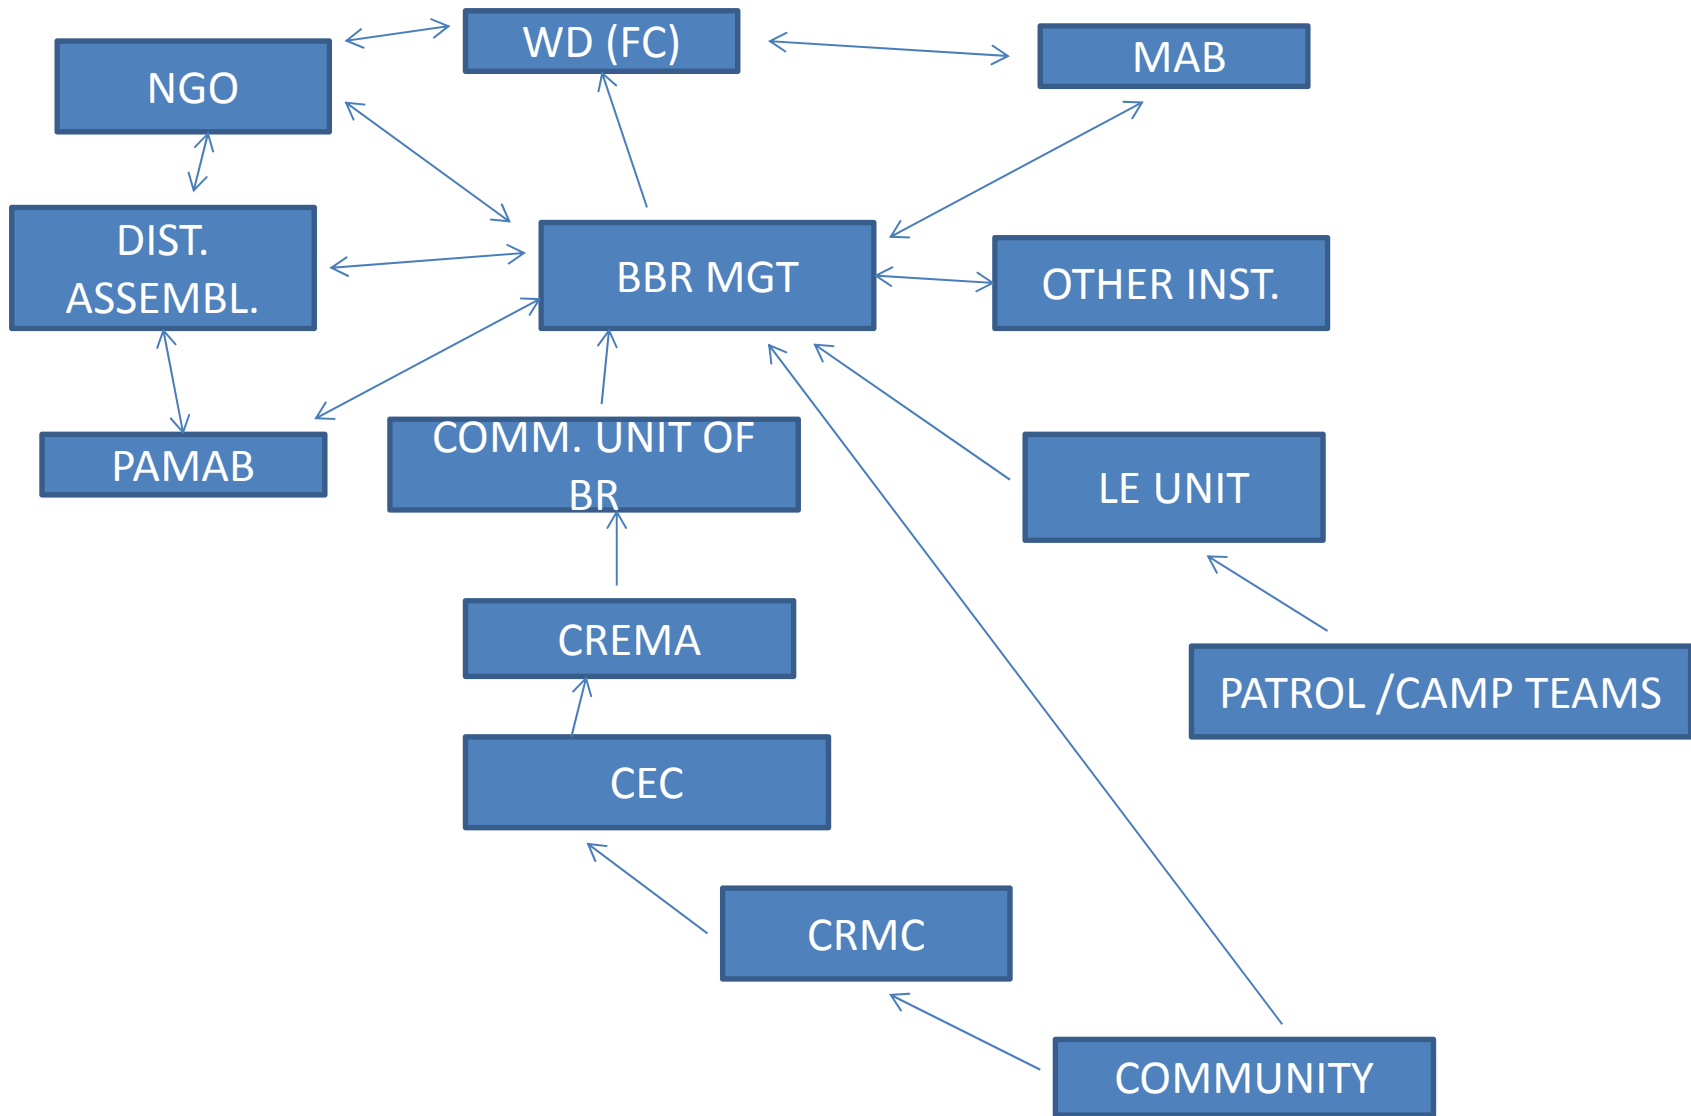 WD (FC)
MAB
NGO
DIST.
ASSEMBL.
BBR MGT
OTHER INST.
PAMAB
COMM. UNIT OF
BR
LE UNIT
CREMA
PATROL /CAMP TEAMS
CEC
CRMC
COMMUNITY